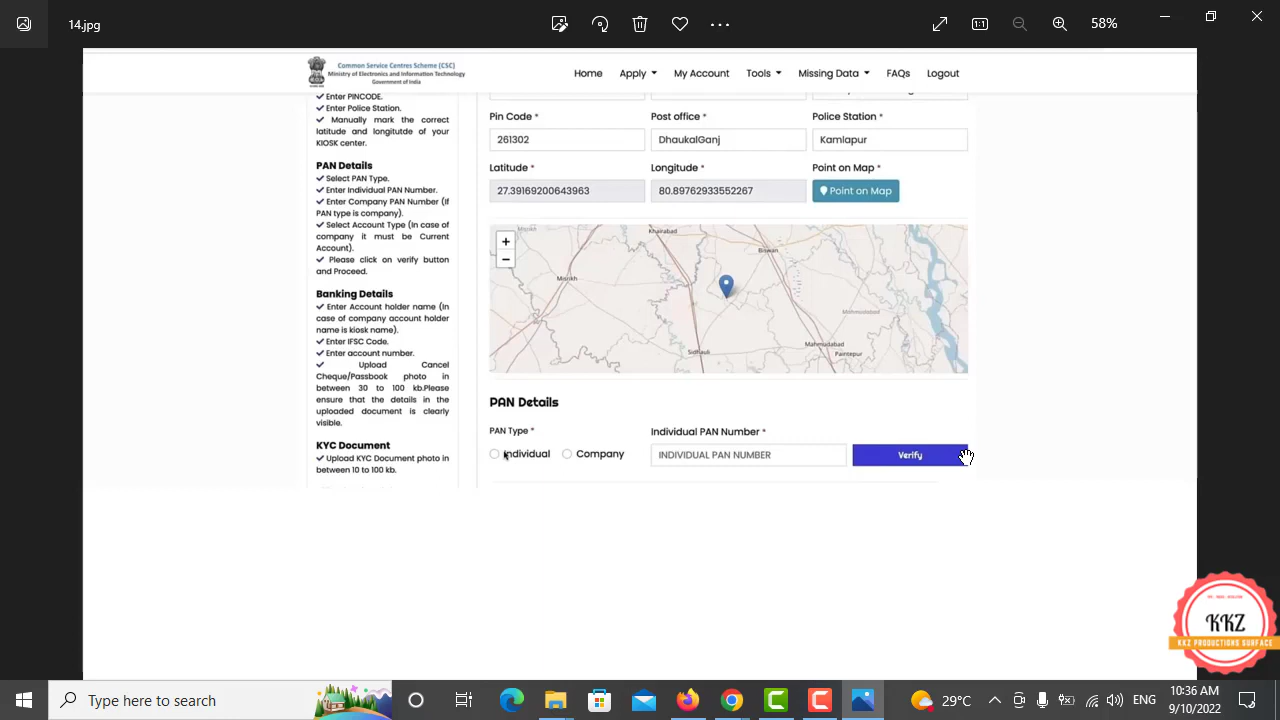 14.jpg
58%
Common Service Centres Scheme (CSC)
Ministry of Electronics and Information Technology
Government of India
Home
Apply
My Account
Tools
Missing Data
FAQs
Logout
✓ Enter PINCODE.
✓ Enter Police Station.
✓ Manually mark the correct
latitude and longitutde of your
KIOSK center.
PAN Details
✓ Select PAN Type.
✓ Enter Individual PAN Number.
✓ Enter Company PAN Number (If
PAN type is company).
✓ Select Account Type (In case of
company it must be Current
Account).
✓ Please click on verify button
and Proceed.
Banking Details
✓ Enter Account holder name (In
case of company account holder
name is kiosk name).
✓ Enter IFSC Code.
✓ Enter account number.
✓ Upload Cancel
Cheque/Passbook photo in
between 30 to 100 kb.Please
ensure that the details in the
uploaded document is clearly
visible.
KYC Document
✓ Upload KYC Document photo in
between 10 to 100 kb.
Pin Code *
Post office *
Police Station *
261302
DhaukalGanj
Kamlapur
Latitude *
Longitude *
Point on Map *
27.39169200643963
80.89762933552267
Point on Map
+
−
Misrikh
Khairabad
Biswan
Misrikh
Mahmudabad
Sidhauli
Mahmudabad
Paintepur
PAN Details
PAN Type *
Individual PAN Number *
Individual
Company
INDIVIDUAL PAN NUMBER
Verify
KKZ
KKZ PRODUCTIONS SURFACE
Type here to search
29°C
ENG
10:36 AM
9/10/2022